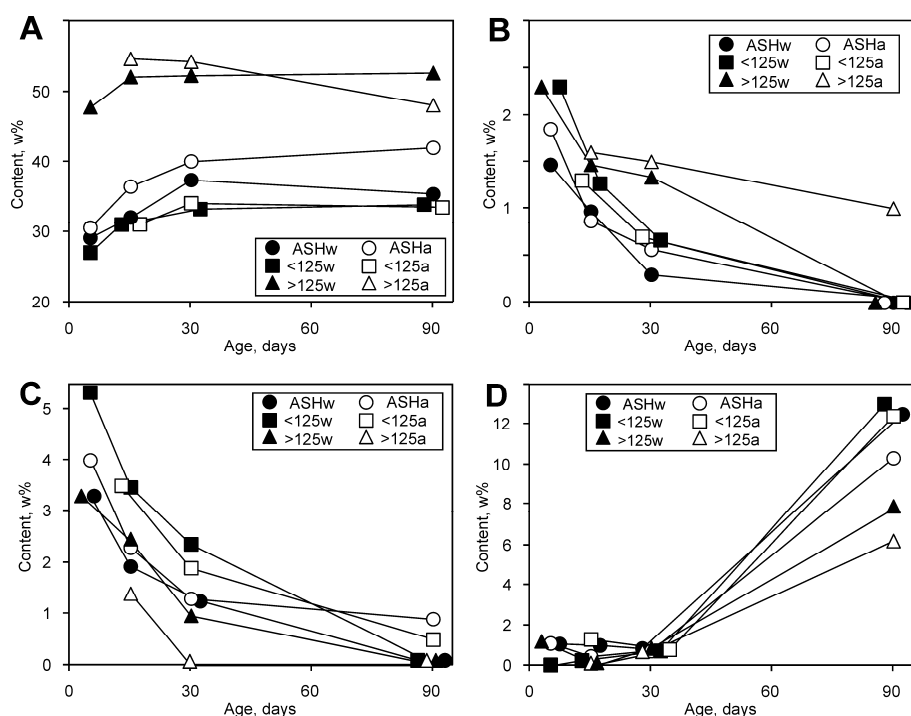 A
Content, w%
50
40
30
20
0
30
60
90
Age, days
ASHw
ASHa
<125w
<125a
>125w
>125a
B
Content, w%
2
1
0
0
30
60
90
Age, days
ASHw
ASHa
<125w
<125a
>125w
>125a
C
Content, w%
5
4
3
2
1
0
0
30
60
90
Age, days
ASHw
ASHa
<125w
<125a
>125w
>125a
D
Content, w%
12
10
8
6
4
2
0
0
30
60
90
Age, days
ASHw
ASHa
<125w
<125a
>125w
>125a